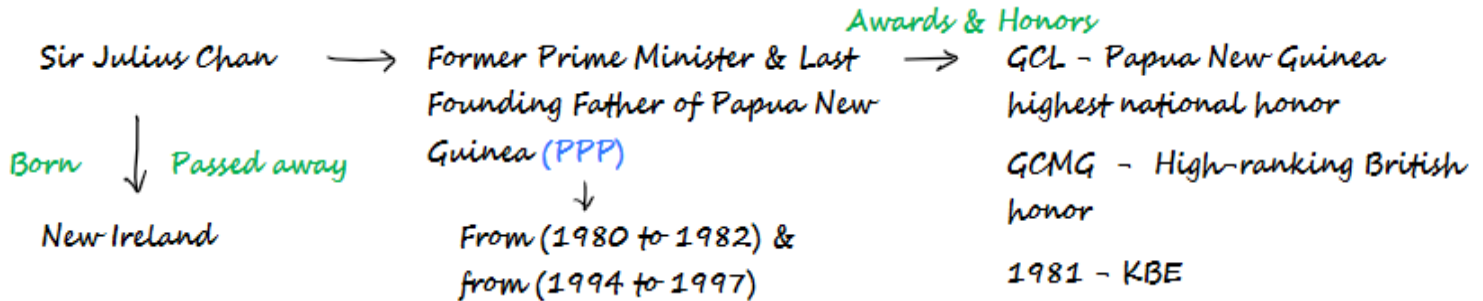 Awards & Honors
Sir Julius Chan
Former Prime Minister & Last
Founding Father of Papua New
Guinea (PPP)
GCL - Papua New Guinea
highest national honor
Born
Passed away
GCMG - High-ranking British
honor
New Ireland
From (1980 to 1982) &
from (1994 to 1997)
1981 - KBE